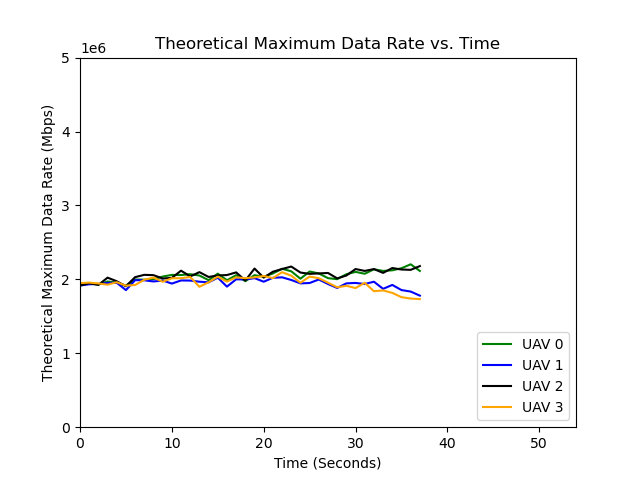 Theoretical Maximum Data Rate vs. Time
1e6
5
4
3
2
1
0
Theoretical Maximum Data Rate (Mbps)
UAV 0
UAV 1
UAV 2
UAV 3
0 10 20 30 40 50
Time (Seconds)